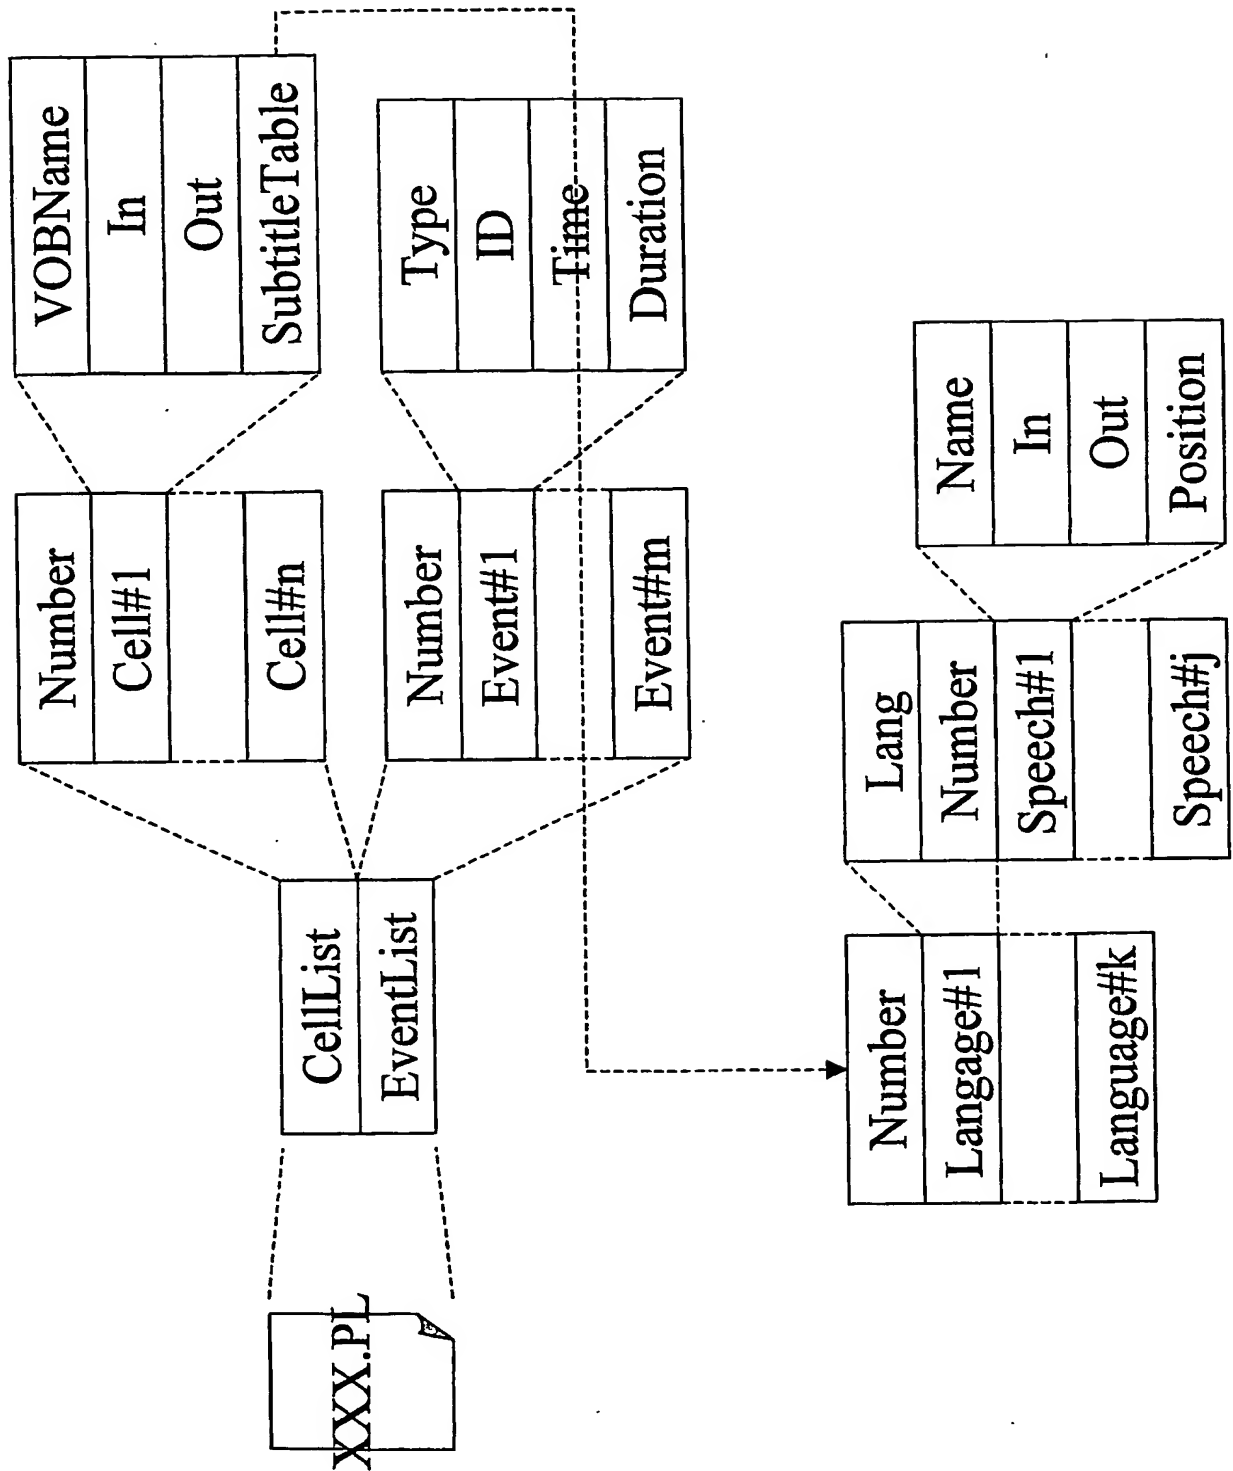 XXXX.PL
CellList
EventList
Number
Cell#1
Cell#n
VOBName
In
Out
SubtitleTable
Number
Event#1
Event#m
Type
ID
Time
Duration
Number
Langage#1
Language#k
Lang
Number
Speech#1
Speech#j
Name
In
Out
Position